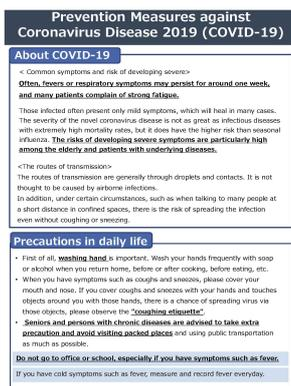 Prevention Measures against
Coronavirus Disease 2019 (COVID-19)
About COVID-19
< Common symptoms and risk of developing severe>
Often, fevers or respiratory symptoms may persist for around one week,
and many patients complain of strong fatigue.
Those infected often present only mild symptoms, which will heal in many cases.
The severity of the novel coronavirus disease is not as great as infectious diseases
with extremely high mortality rates, but it does have the higher risk than seasonal
influenza. The risks of developing severe symptoms are particularly high
among the elderly and patients with underlying diseases.
<The routes of transmission>
The routes of transmission are generally through droplets and contacts. It is not
thought to be caused by airborne infections.
In addition, under certain circumstances, such as when talking to many people at
a short distance in confined spaces, there is the risk of spreading the infection
even without coughing or sneezing.
Precautions in daily life
• First of all, washing hand is important. Wash your hands frequently with soap
or alcohol when you return home, before or after cooking, before eating, etc.
• When you have symptoms such as coughs and sneezes, please cover your
mouth and nose. If you cover coughs and sneezes with your hands and touches
objects around you with those hands, there is a chance of spreading virus via
those objects, please observe the "coughing etiquette".
• Seniors and persons with chronic diseases are advised to take extra
precaution and avoid visiting packed places and using public transportation
as much as possible.
Do not go to office or school, especially if you have symptoms such as fever.
If you have cold symptoms such as fever, measure and record fever everyday.